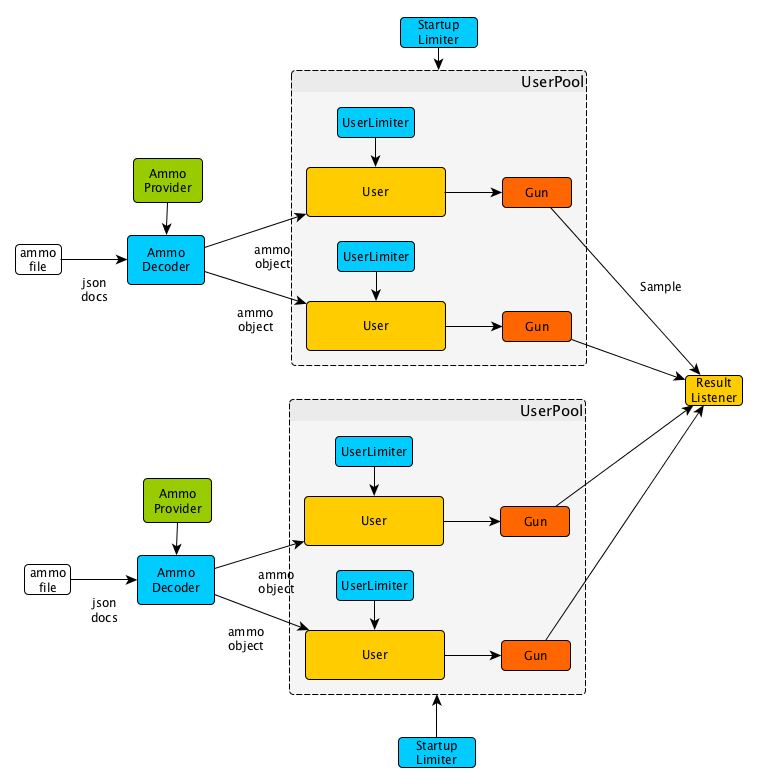 Startup
Limiter
UserPool
UserLimiter
Ammo
Provider
User
Gun
ammo
file
json
docs
Ammo
Decoder
ammo
object
UserLimiter
Sample
ammo
object
User
Gun
Result
Listener
UserPool
UserLimiter
Ammo
Provider
User
Gun
ammo
file
json
docs
Ammo
Decoder
ammo
object
UserLimiter
ammo
object
User
Gun
Startup
Limiter